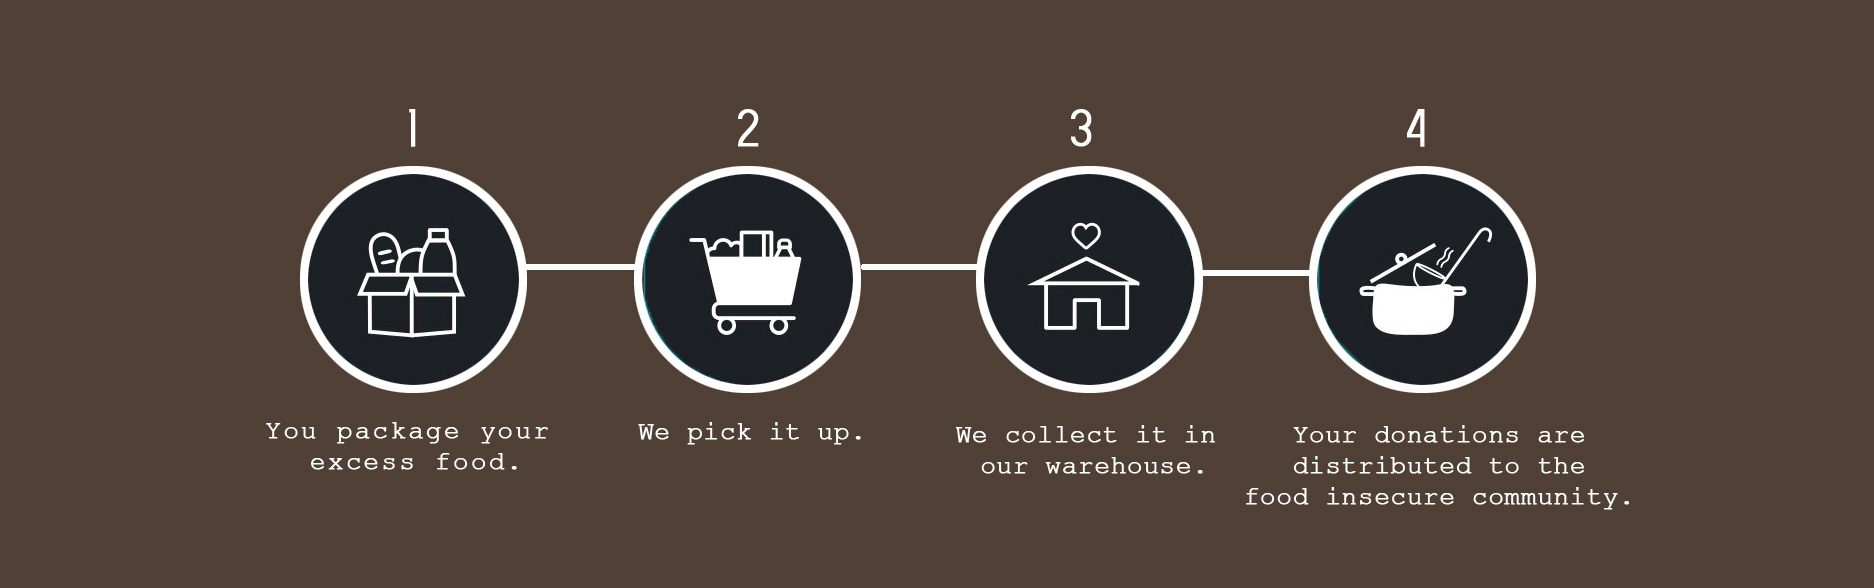 1
You package your
excess food.
2
We pick it up.
3
We collect it in
our warehouse.
4
Your donations are
distributed to the
food insecure community.